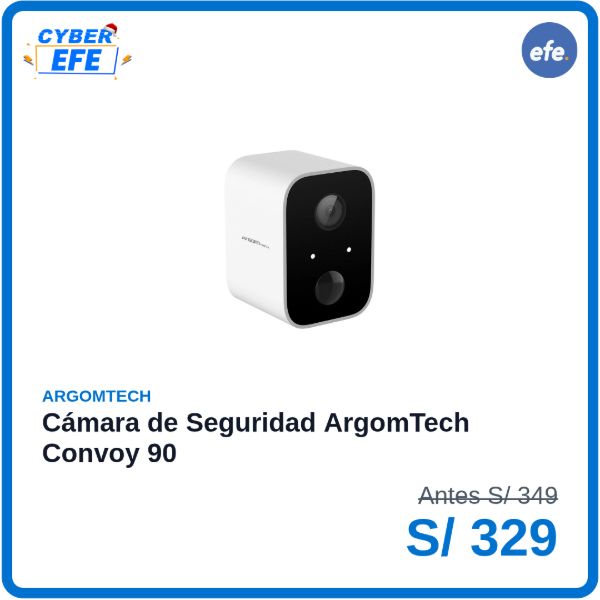 CYBER
EFE
efe.
ARGOMTECH
Cámara de Seguridad ArgomTech
Convoy 90
Antes S/ 349
S/ 329